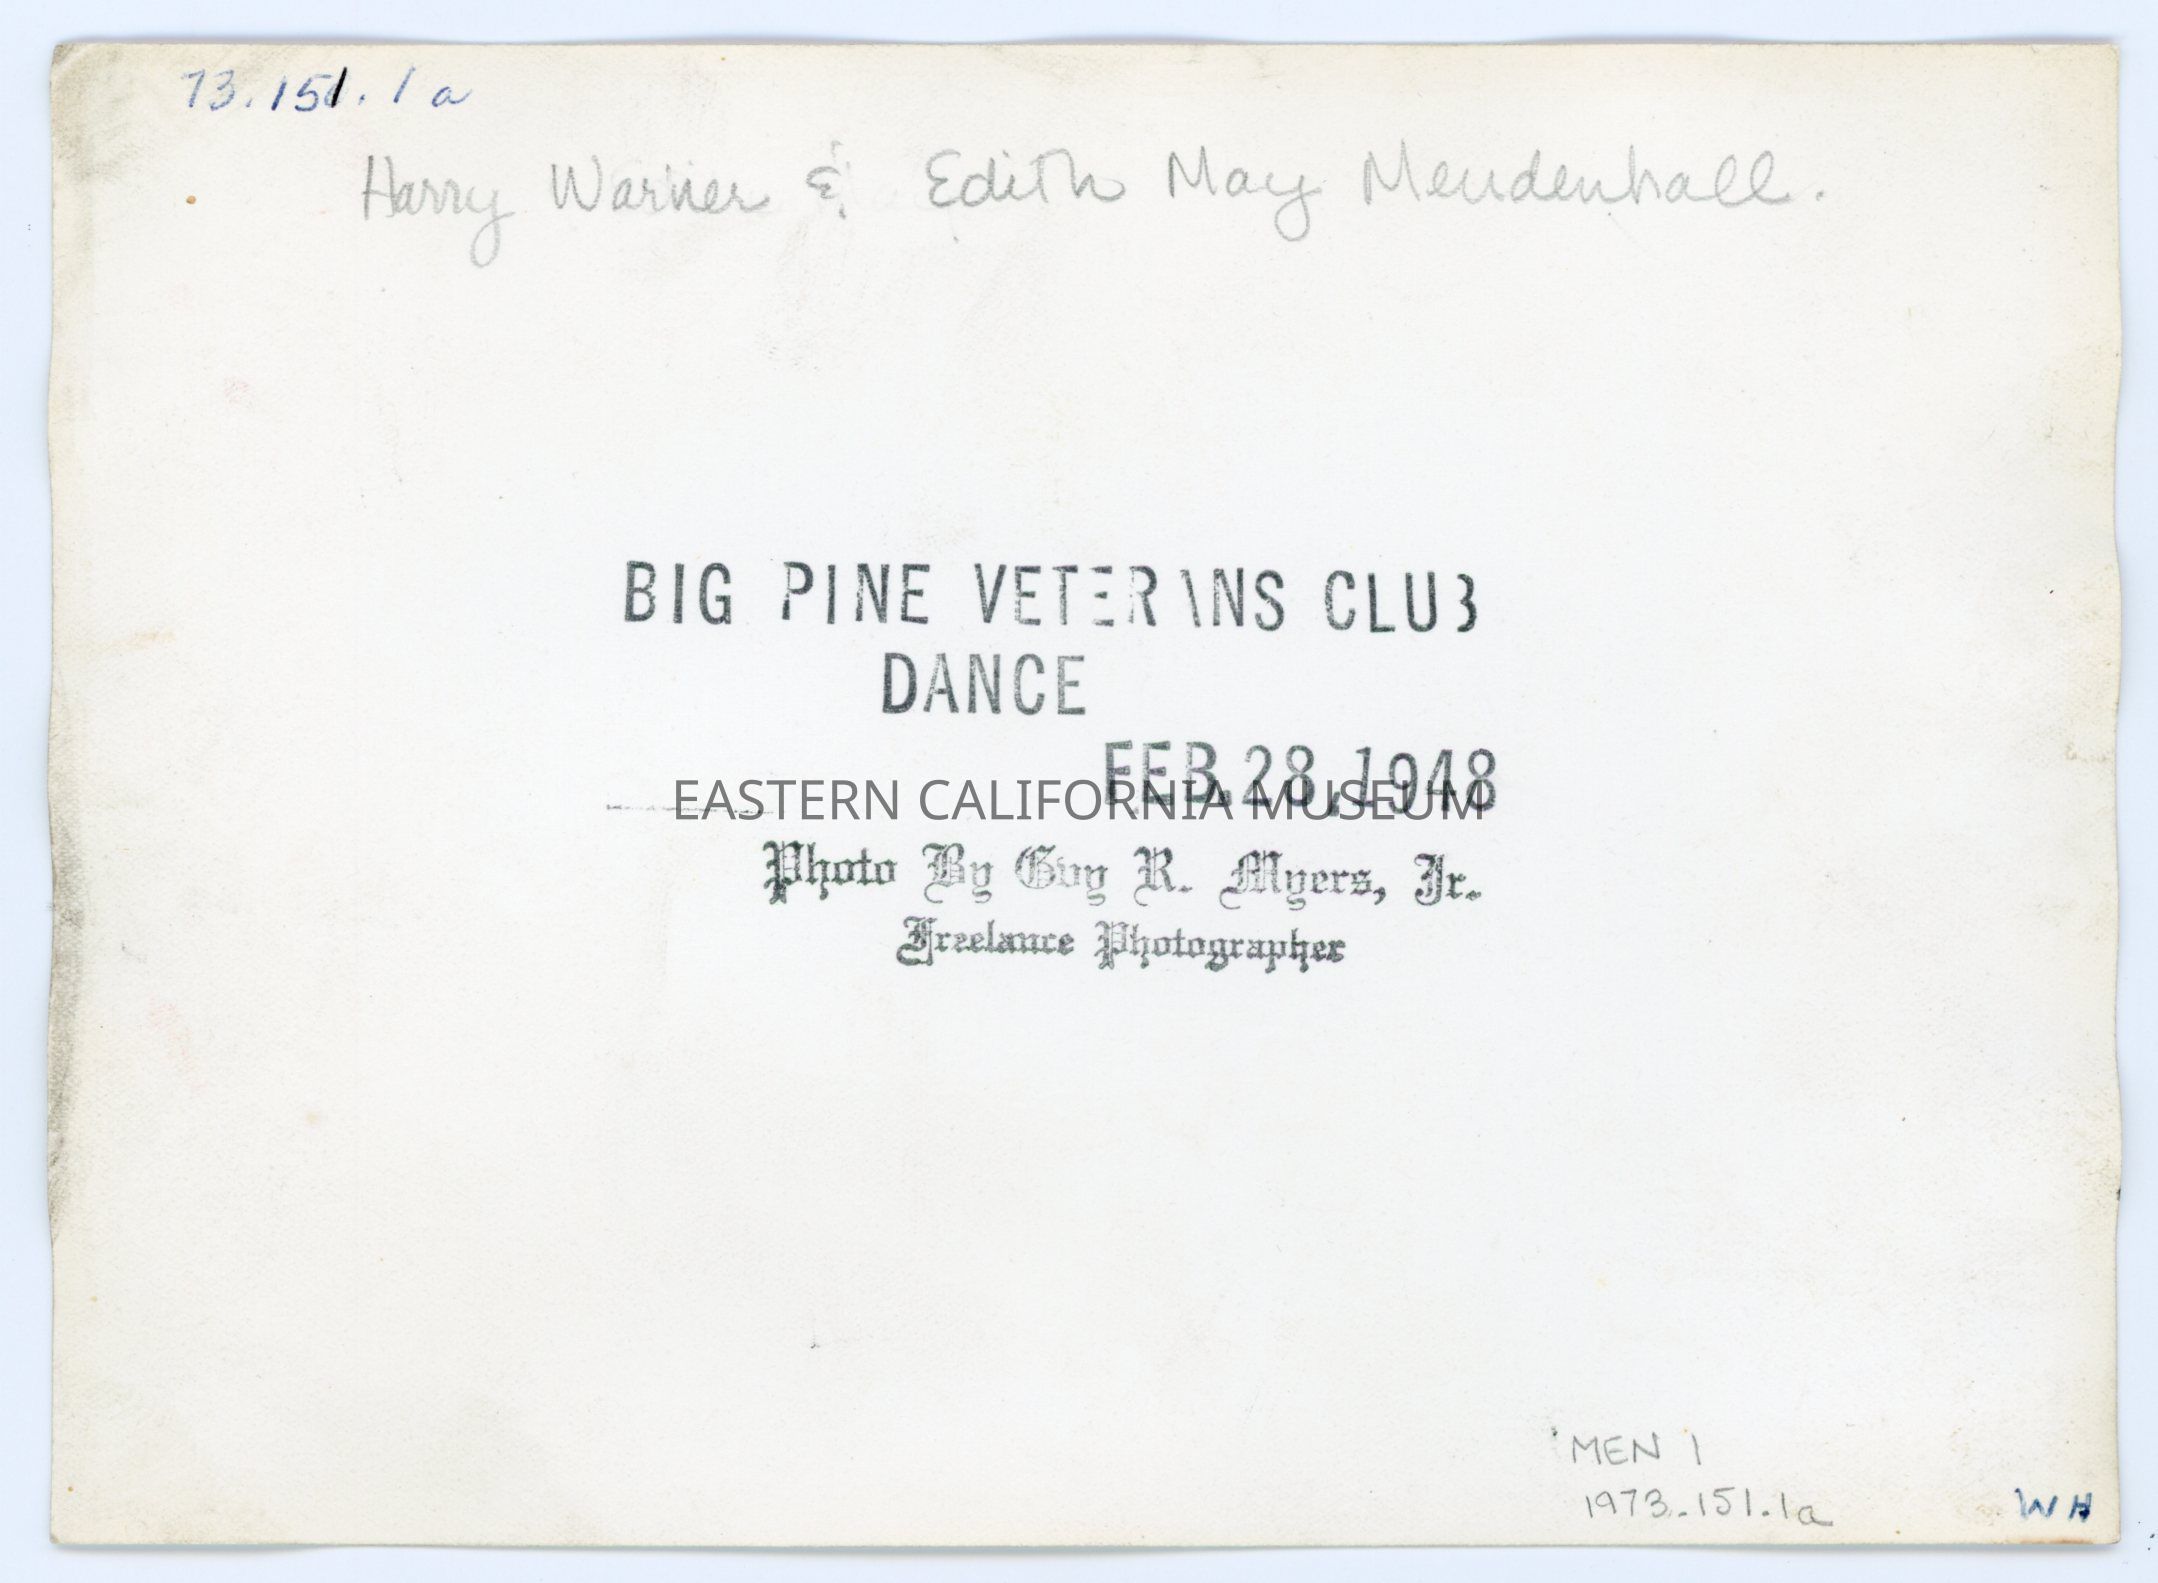 73.151.1a
Harry Warner & Edith May Mendenhall.
BIG PINE VETERANS CLUB
DANCE
FEB. 28, 1948
EASTERN CALIFORNIA MUSEUM
Photo By Guy R. Myers, Jr.
Freelance Photographer
MEN 1
1973.151.1a
WH